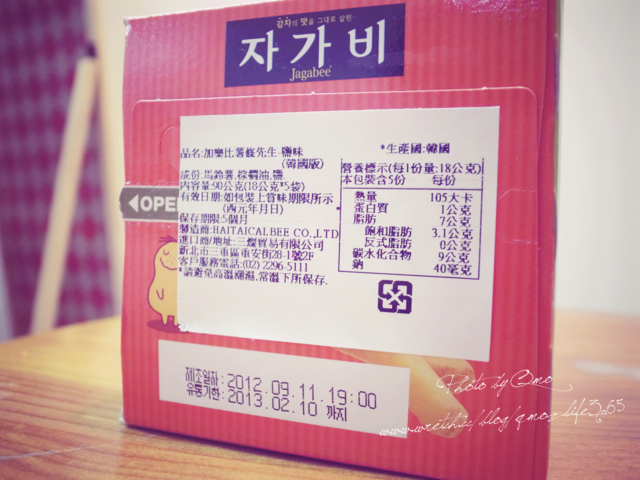 감자의 맛을 그대로 살린
자가비
Jagabee
品名:加樂比薯條先生-鹽味
(韓國版)
成份:馬鈴薯,棕櫚油,鹽.
內容量:90公克(18公克*5袋)
有效日期:如包裝上賞味期限所示
(西元年月日)
保存期限:5個月
製造商:HAITAICALBEE CO.,LTD
進口商/地址:三燦貿易有限公司
新北市三重區重安街28-1號2F
客戶服務電話:(02) 2296-5111
*請避免高溫潮濕,常溫下所保存.
*生產國:韓國
營養標示(每1份量:18公克)
本包裝含5份 每份
熱量 105大卡
蛋白質 1公克
脂肪 7公克
飽和脂肪 3.1公克
反式脂肪 0公克
碳水化合物 9公克
鈉 40毫克
OPE
제조일자: 2012.09.11.19:00
유통기한: 2013.02.10 까지
Photo by Qmo
www.wretch.cc/blog/qmoz life365